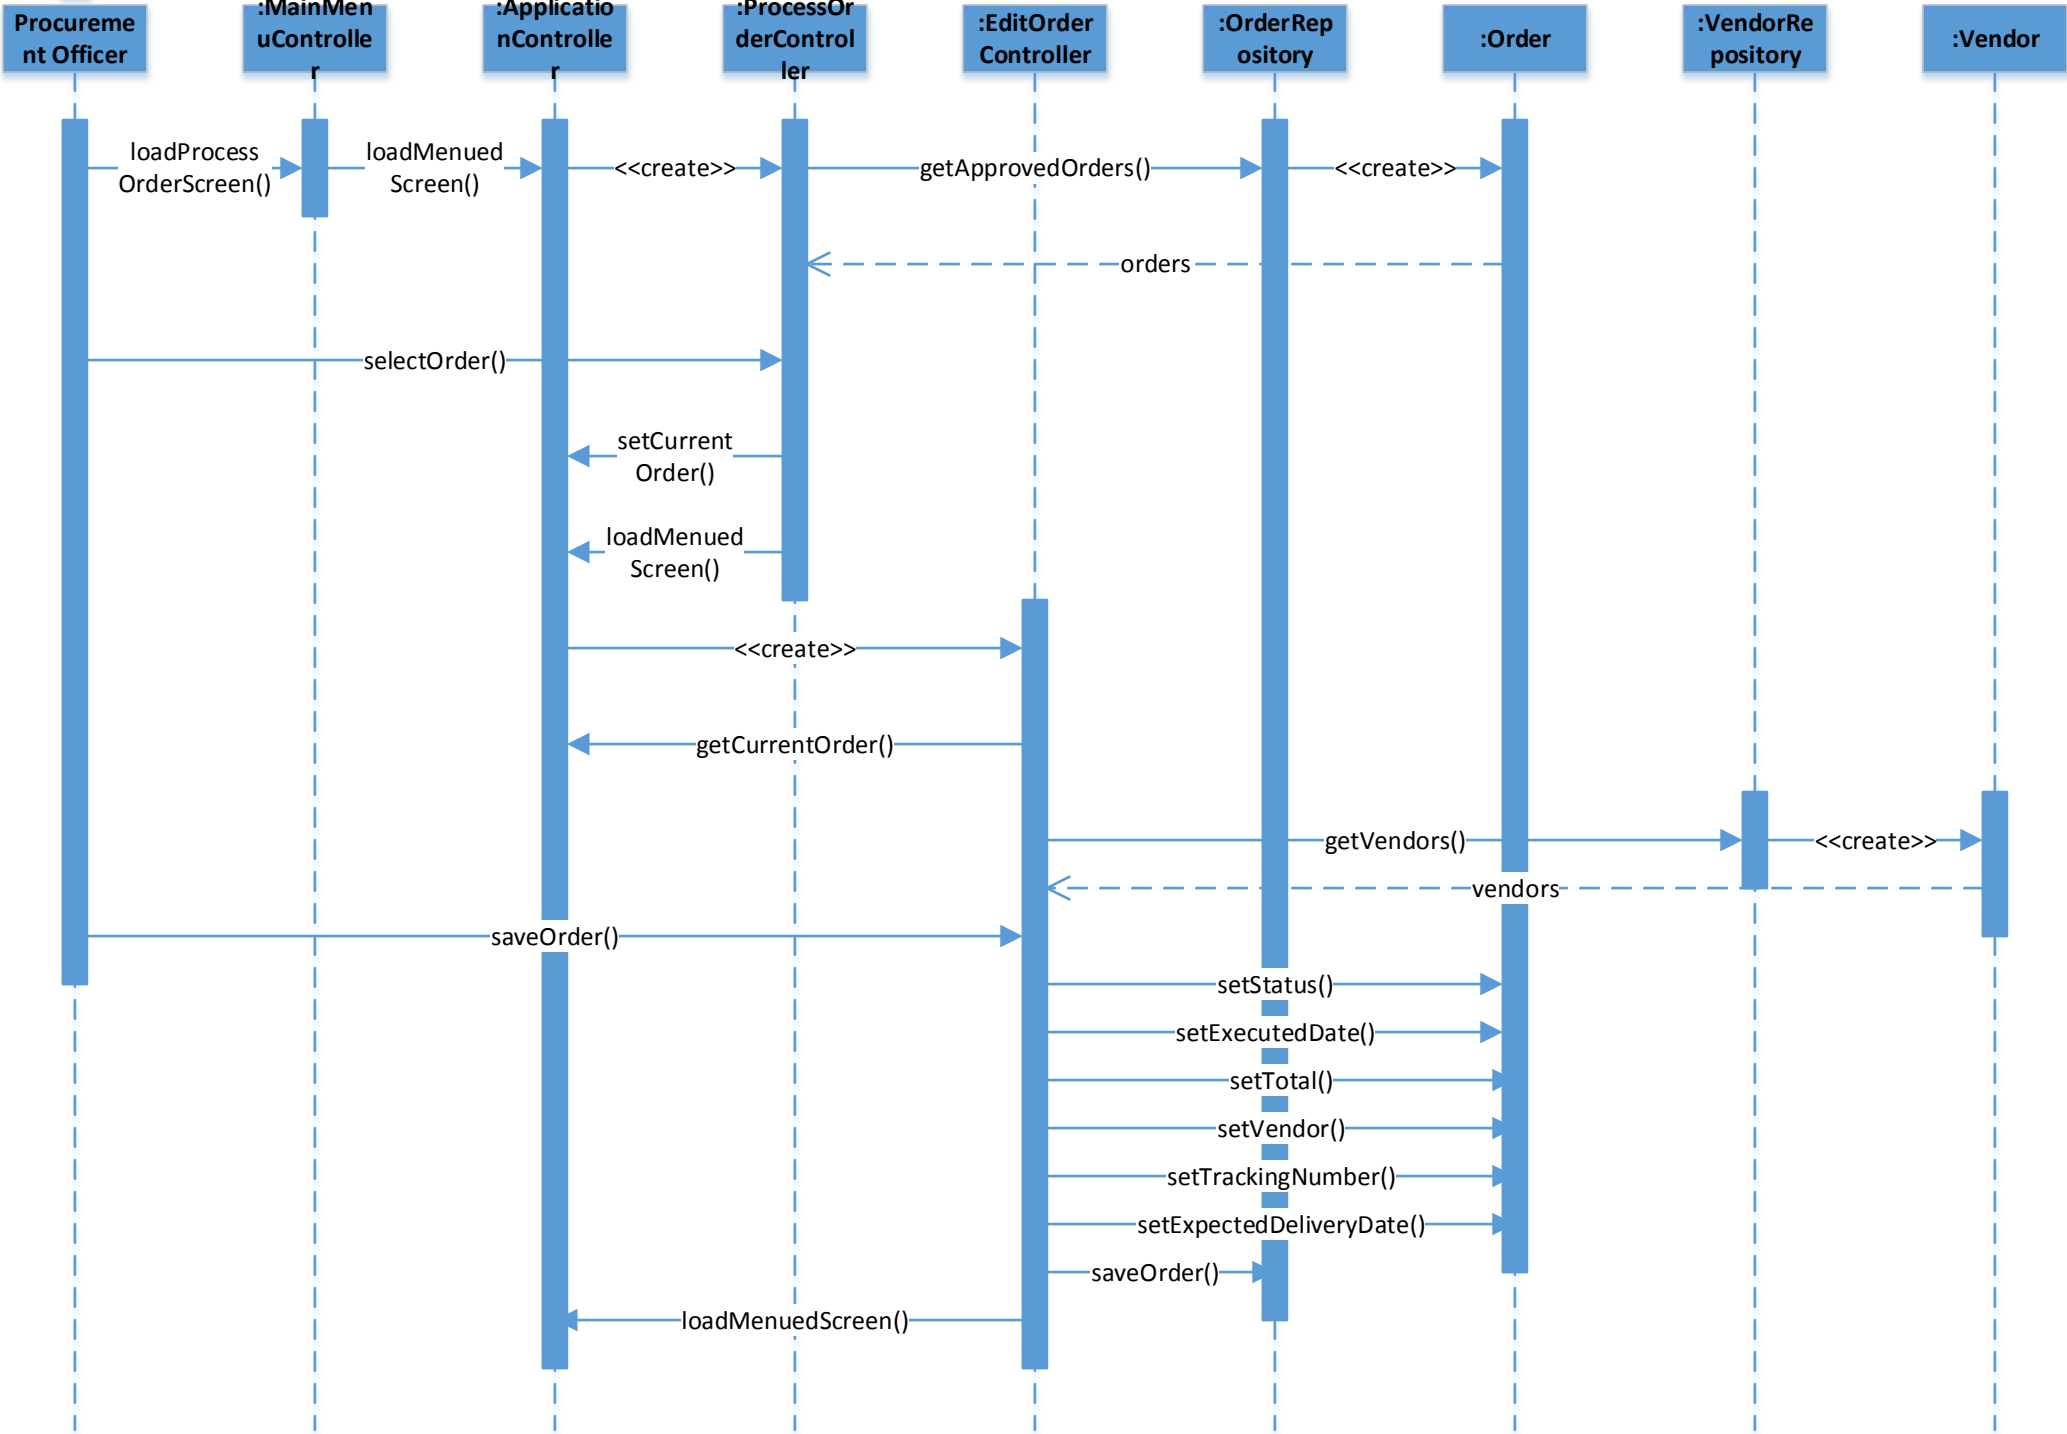 Procureme
nt Officer
:MainMen
uControlle
r
:Applicatio
nControlle
r
:ProcessOr
derControl
ler
:EditOrder
Controller
:OrderRep
ository
:Order
:VendorRe
pository
:Vendor
loadProcess
OrderScreen()
loadMenued
Screen()
<<create>>
getApprovedOrders()
<<create>>
orders
selectOrder()
setCurrent
Order()
loadMenued
Screen()
<<create>>
getCurrentOrder()
getVendors()
<<create>>
vendors
saveOrder()
setStatus()
setExecutedDate()
setTotal()
setVendor()
setTrackingNumber()
setExpectedDeliveryDate()
saveOrder()
loadMenuedScreen()